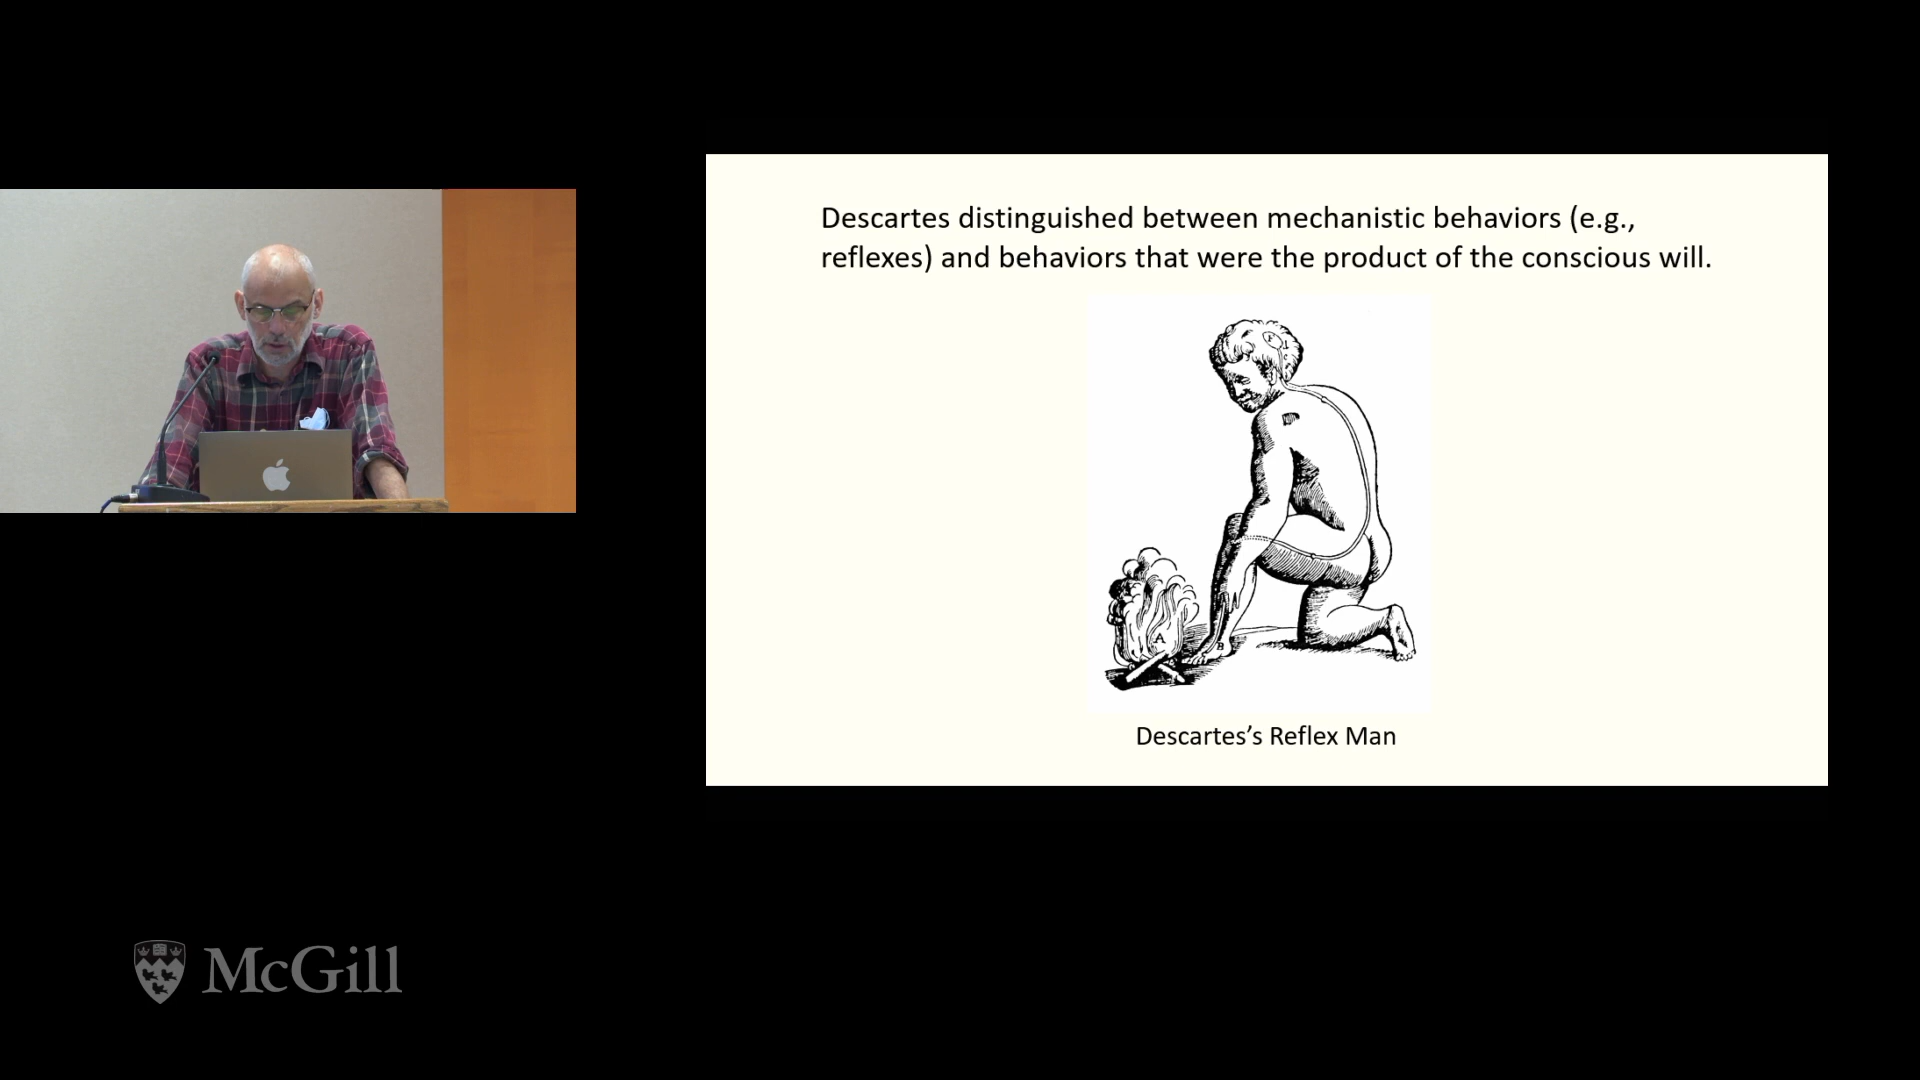 Descartes distinguished between mechanistic behaviors (e.g.,
reflexes) and behaviors that were the product of the conscious will.
A
B
Descartes's Reflex Man
McGill